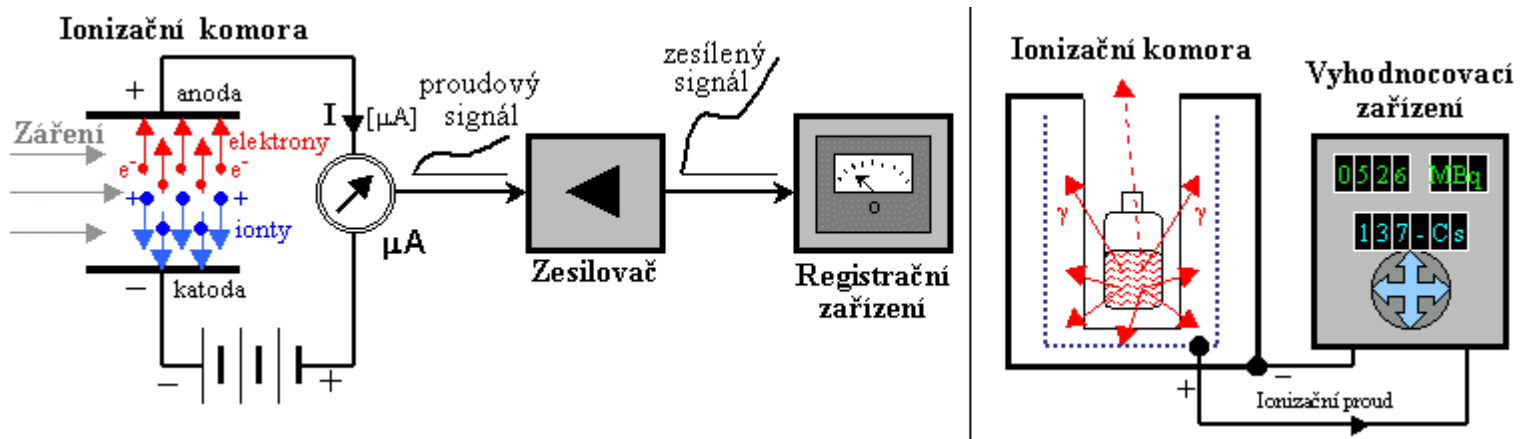 Ionizační komora
+
anoda
I
[µA]
proudový
signál
zesílený
signál
Záření
elektrony
e-
e-
+
+
ionty
µA
Zesilovač
0
Registrační
zařízení
−
katoda
−
+
Ionizační komora
Vyhodnocovací
zařízení
0526 MBq
137-Cs
γ
γ
+
−
Ionizační proud